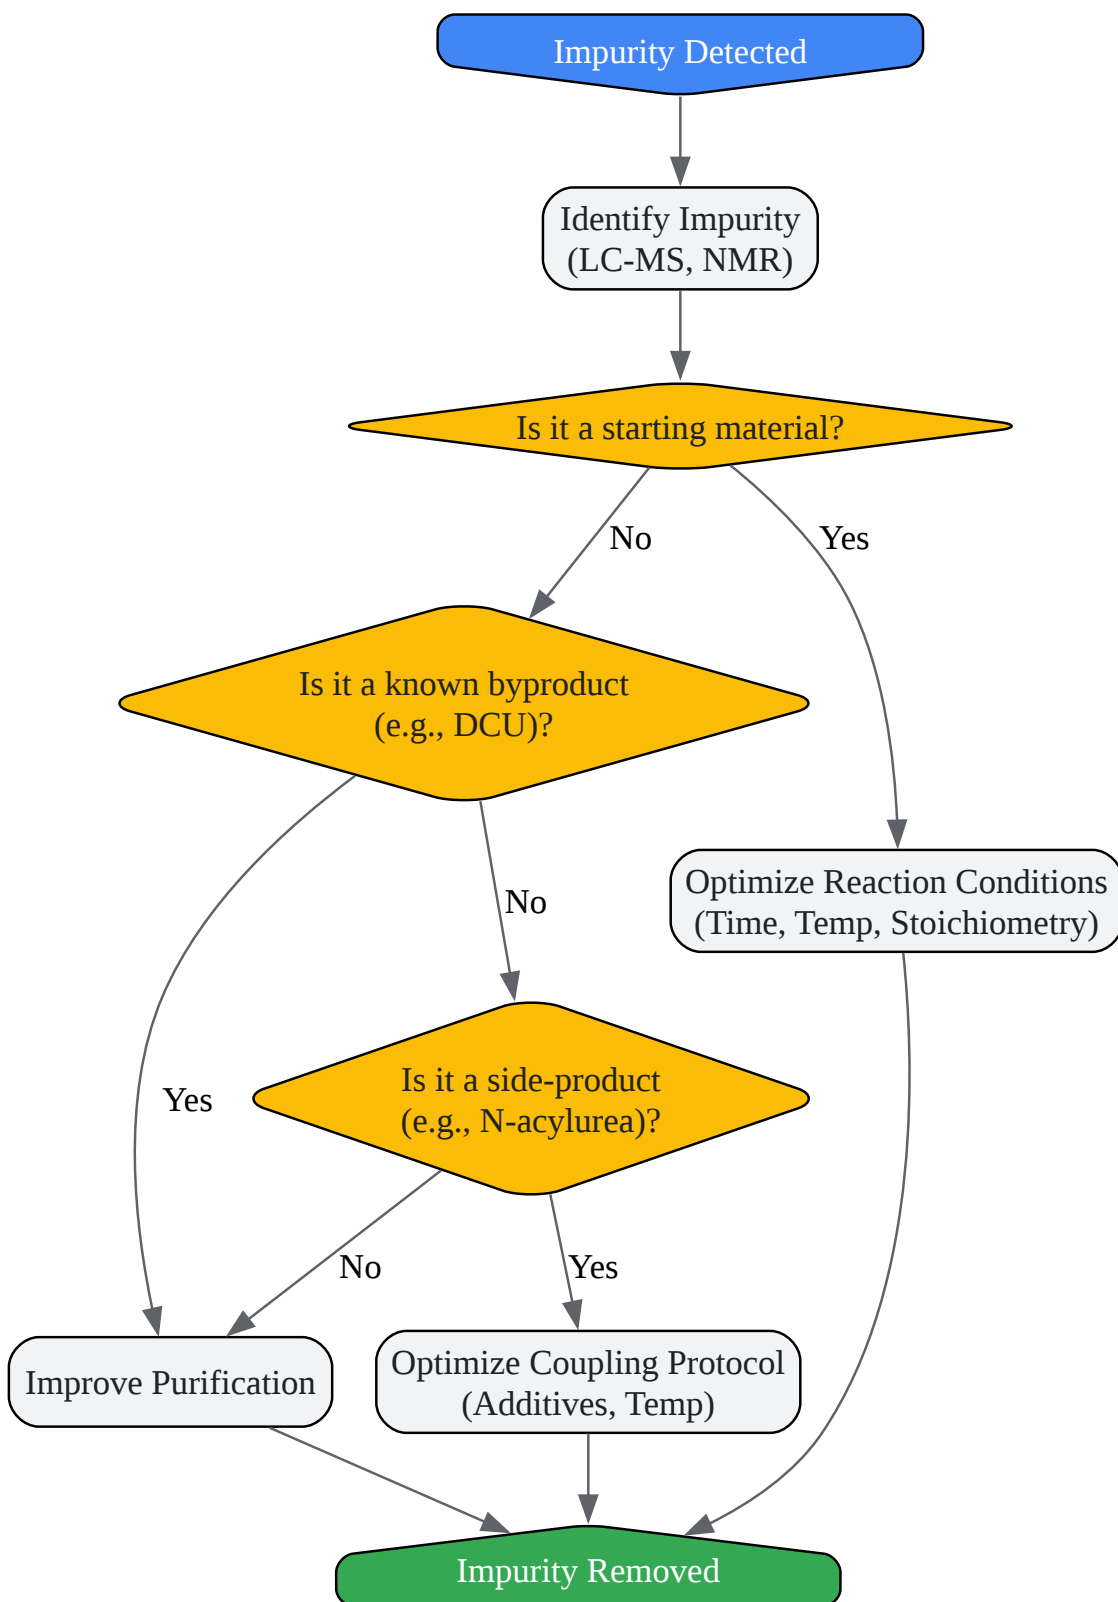 Impurity Detected
Identify Impurity
(LC-MS, NMR)
Is it a starting material?
No
Yes
Is it a known byproduct
(e.g., DCU)?
Optimize Reaction Conditions
(Time, Temp, Stoichiometry)
No
Is it a side-product
(e.g., N-acylurea)?
Yes
No
Yes
Improve Purification
Optimize Coupling Protocol
(Additives, Temp)
Impurity Removed